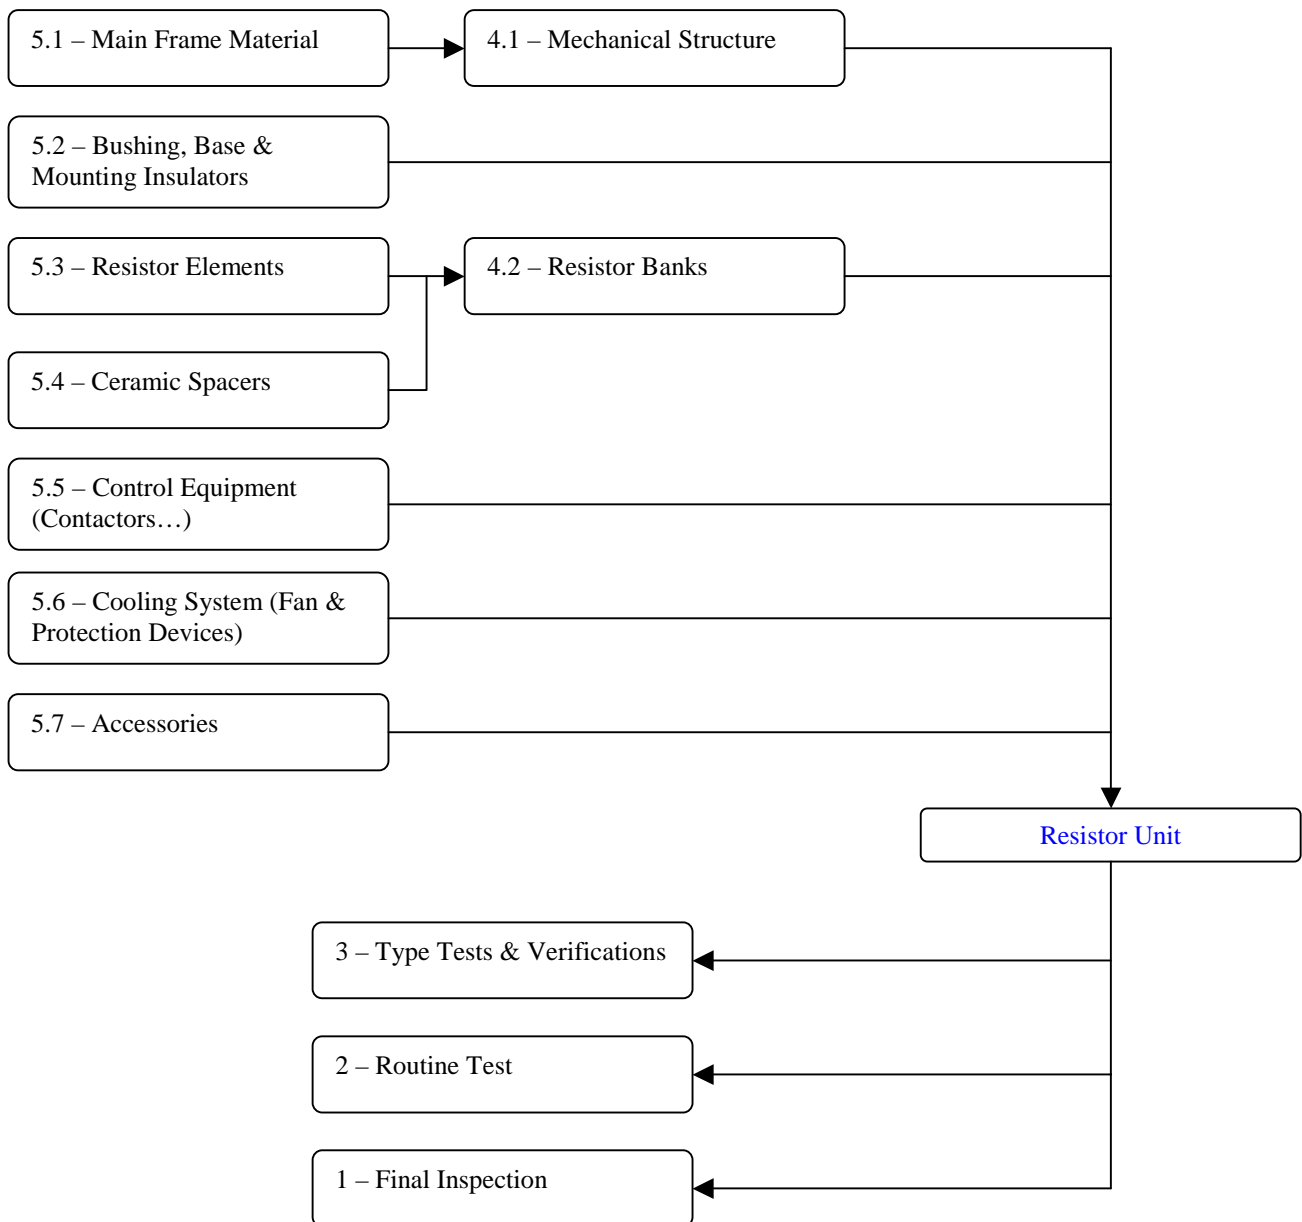 5.1 – Main Frame Material
4.1 – Mechanical Structure
5.2 – Bushing, Base &
Mounting Insulators
5.3 – Resistor Elements
4.2 – Resistor Banks
5.4 – Ceramic Spacers
5.5 – Control Equipment
(Contactors…)
5.6 – Cooling System (Fan &
Protection Devices)
5.7 – Accessories
Resistor Unit
3 – Type Tests & Verifications
2 – Routine Test
1 – Final Inspection